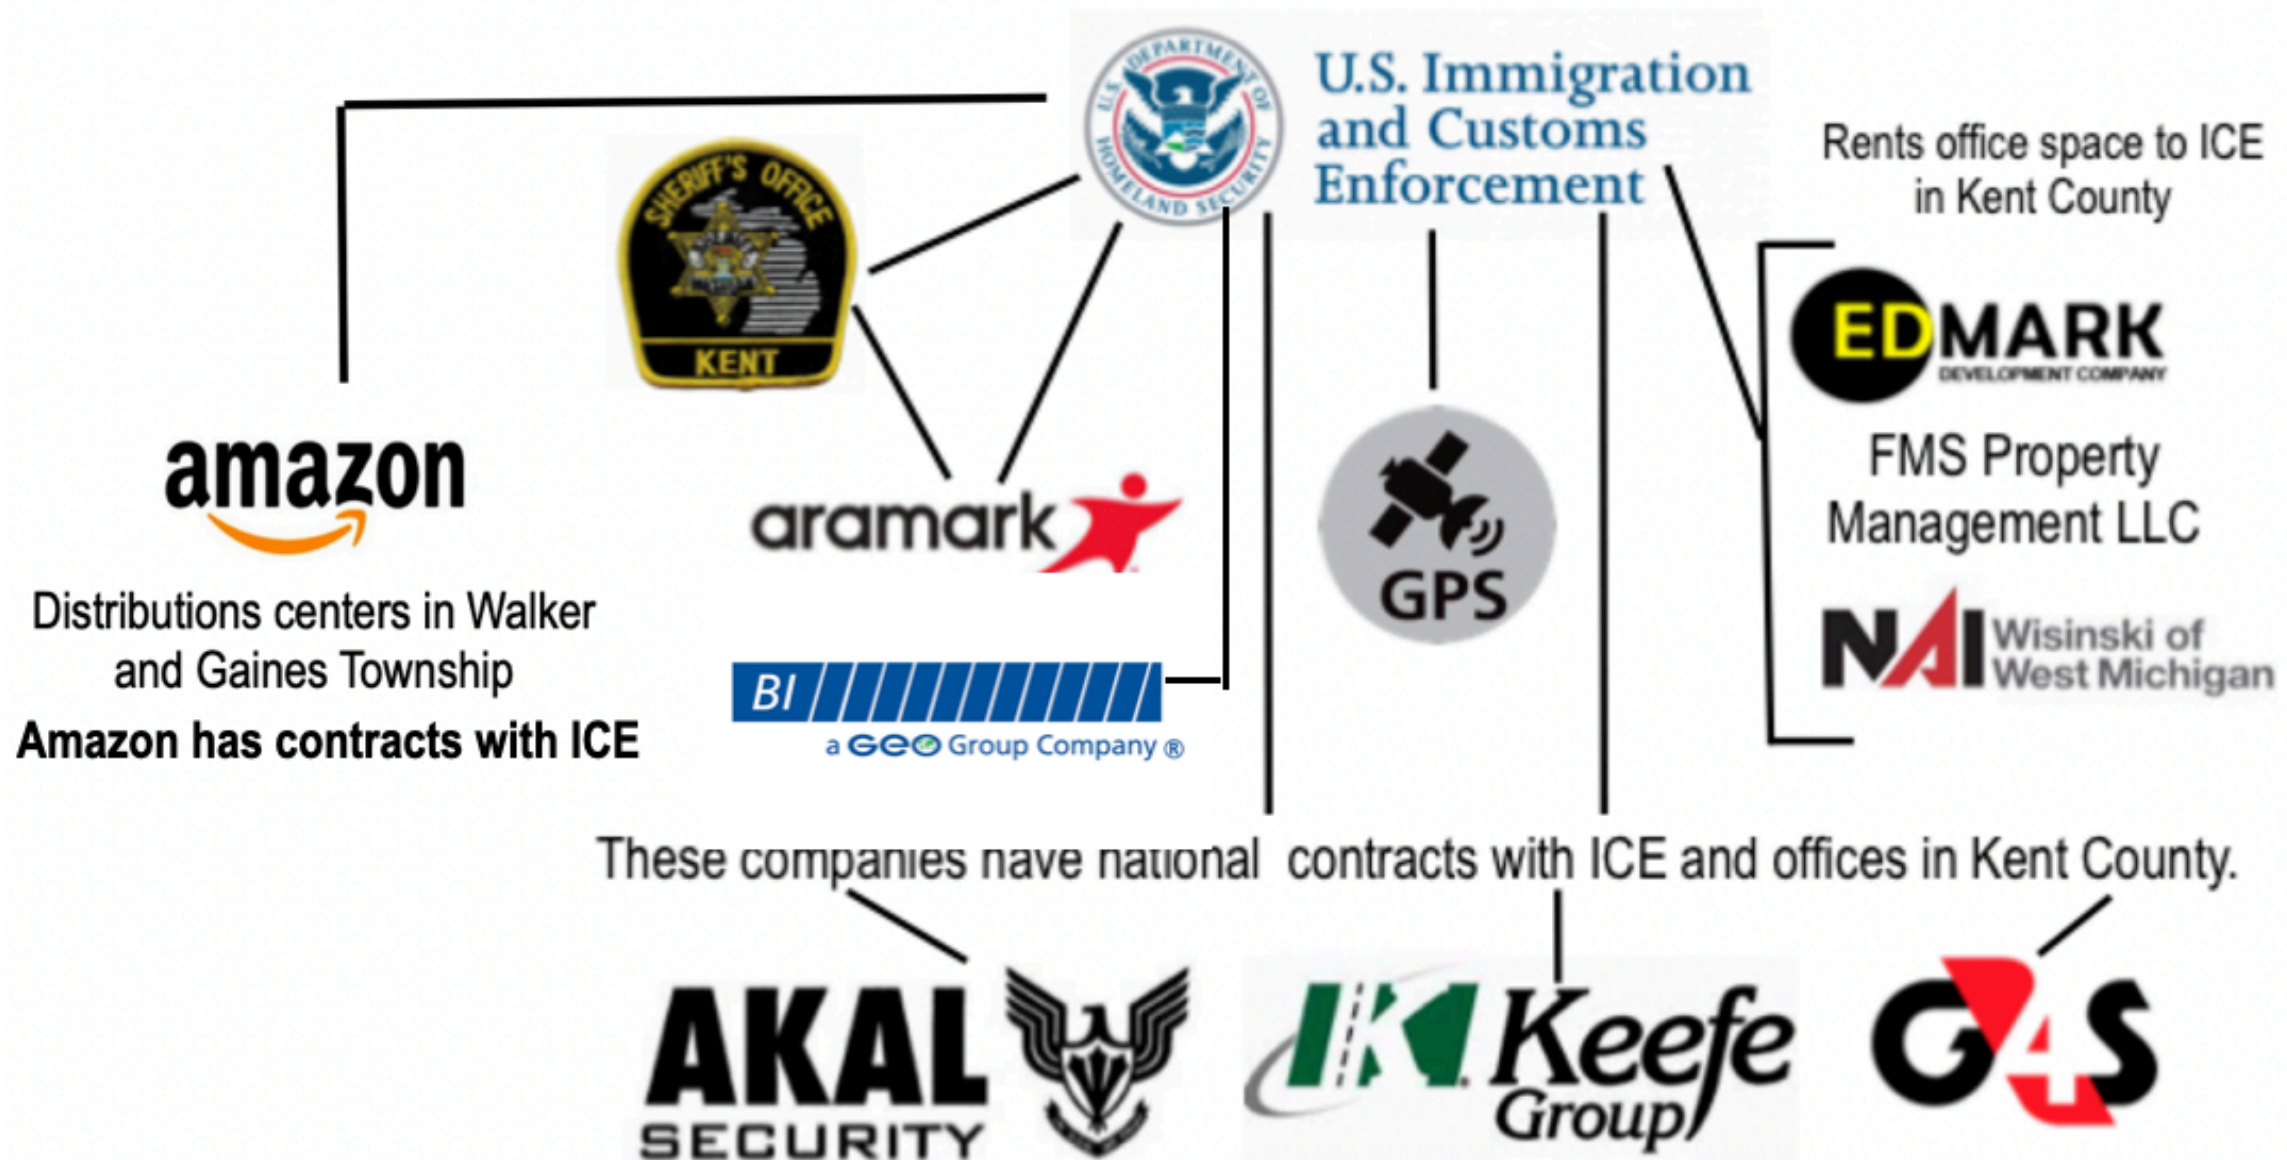 U.S. DEPARTMENT OF
HOMELAND SECURITY
U.S. Immigration
and Customs
Enforcement
Rents office space to ICE
in Kent County
SHERIFF'S OFFICE
KENT
EDMARK
DEVELOPMENT COMPANY
FMS Property
Management LLC
NAI Wisinski of
West Michigan
amazon
Distributions centers in Walker
and Gaines Township
Amazon has contracts with ICE
aramark
GPS
BI
a GEO Group Company ®
These companies have national contracts with ICE and offices in Kent County.
AKAL
SECURITY
K Keefe
Group
G4S